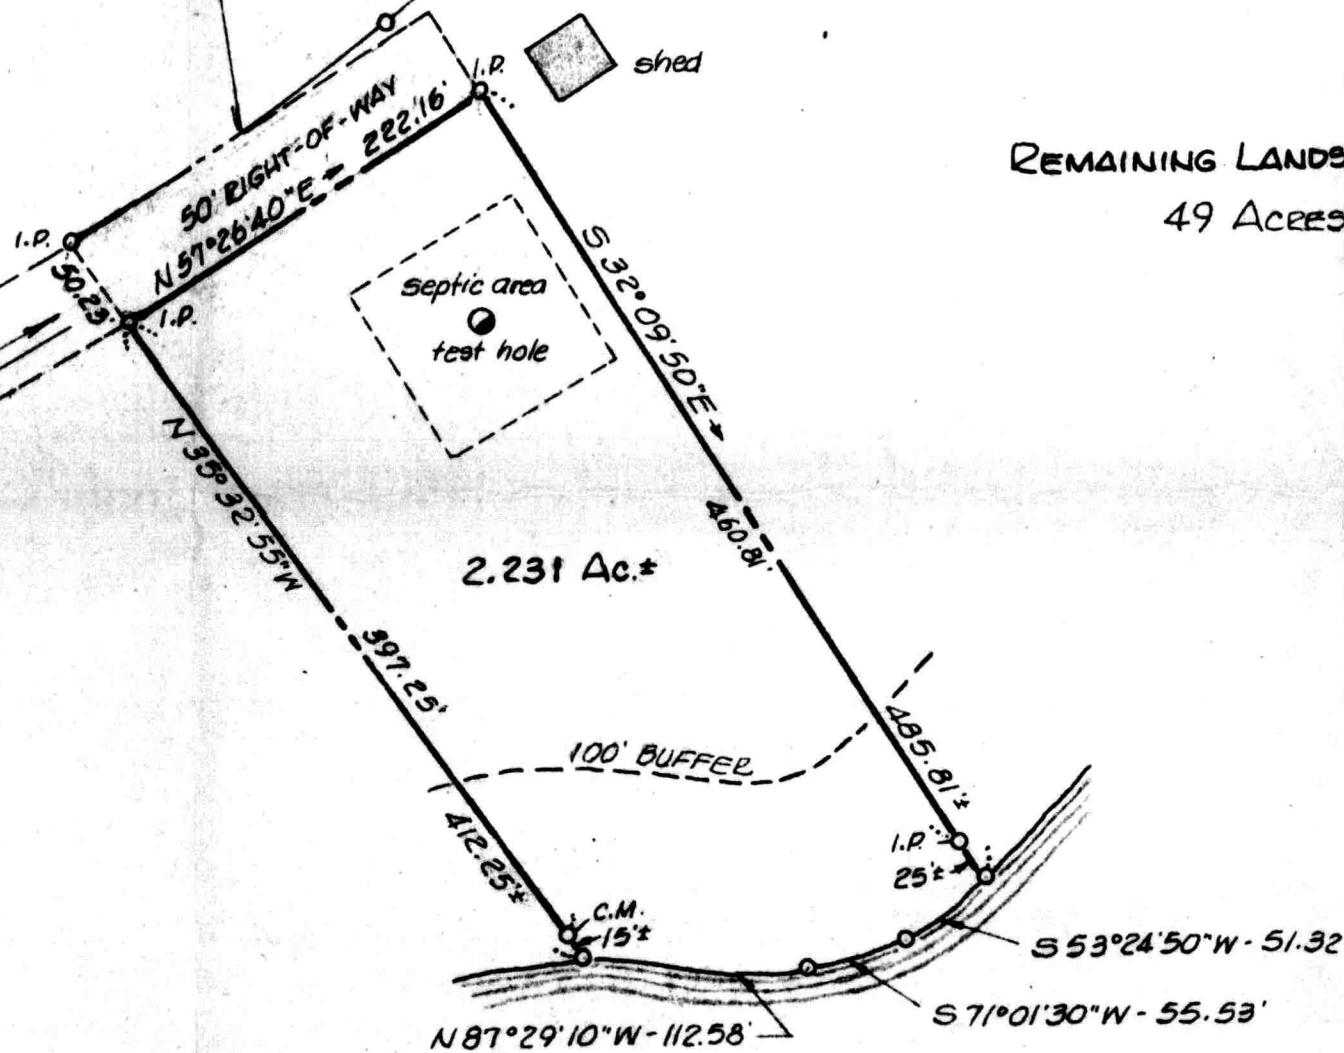 shed
I.P.
REMAINING LANDS
49 ACRES
50' RIGHT-OF-WAY
N 57°26'40"E 222.16'
I.P.
50.23
I.P.
septic area
test hole
S 32°09'50"E
460.81'
N 35°32'55"W
397.25'
2.231 Ac.±
100' BUFFER
485.81'±
412.25'±
I.P.
25'±
C.M.
15'±
S 53°24'50"W - 51.32
S 71°01'30"W - 55.53'
N 87°29'10"W - 112.58'